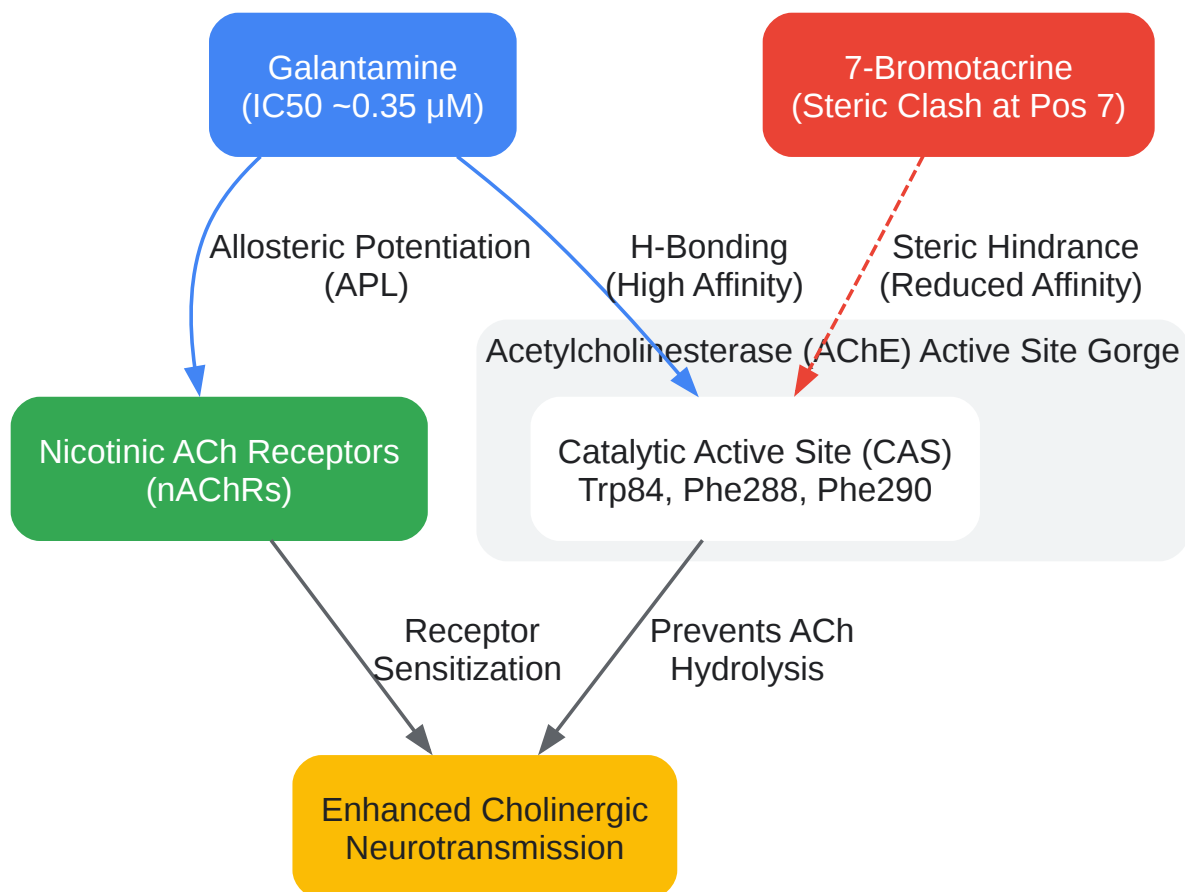 Galantamine
(IC50 ~0.35 μM)
7-Bromotacrine
(Steric Clash at Pos 7)
Allosteric Potentiation
(APL)
H-Bonding
(High Affinity)
Steric Hindrance
(Reduced Affinity)
Acetylcholinesterase (AChE) Active Site Gorge
Nicotinic ACh Receptors
(nAChRs)
Catalytic Active Site (CAS)
Trp84, Phe288, Phe290
Receptor
Sensitization
Prevents ACh
Hydrolysis
Enhanced Cholinergic
Neurotransmission